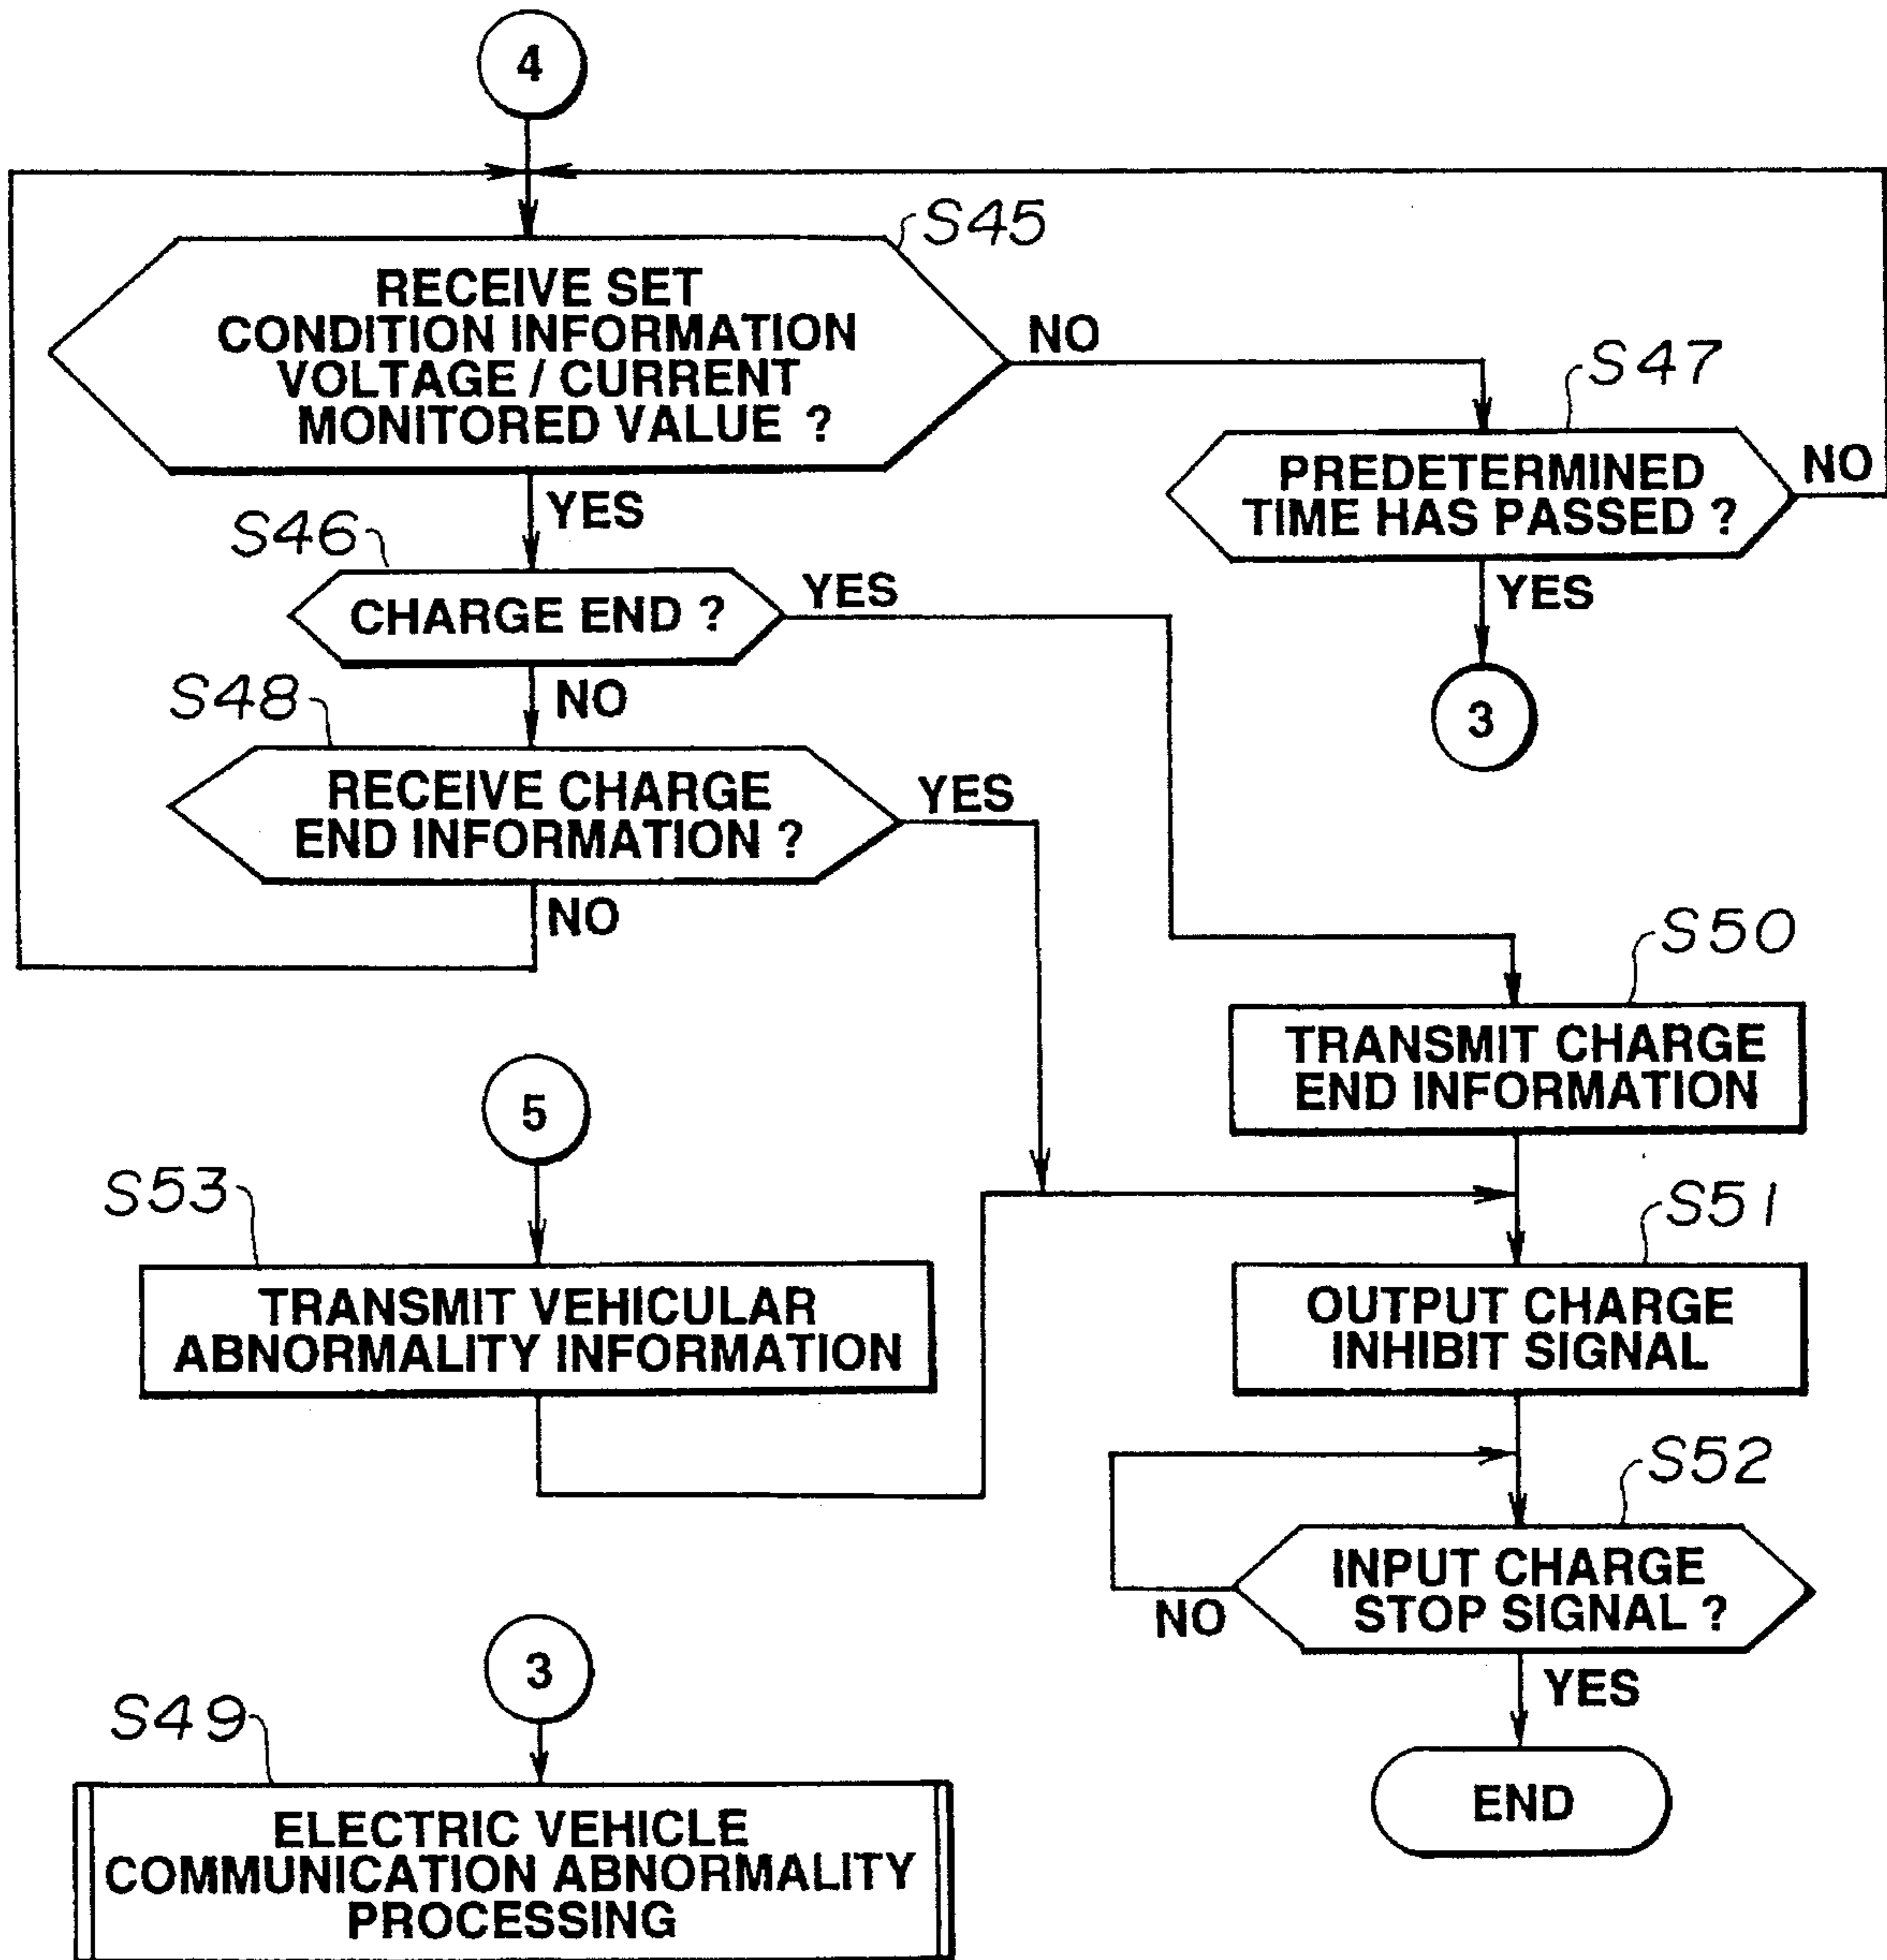 4
S45
RECEIVE SET
CONDITION INFORMATION
VOLTAGE / CURRENT
MONITORED VALUE ?
NO
YES
S47
PREDETERMINED
TIME HAS PASSED ?
NO
YES
3
S46
CHARGE END ?
YES
NO
S48
RECEIVE CHARGE
END INFORMATION ?
YES
NO
S50
TRANSMIT CHARGE
END INFORMATION
5
S53
TRANSMIT VEHICULAR
ABNORMALITY INFORMATION
S51
OUTPUT CHARGE
INHIBIT SIGNAL
S52
INPUT CHARGE
STOP SIGNAL ?
NO
YES
END
3
S49
ELECTRIC VEHICLE
COMMUNICATION ABNORMALITY
PROCESSING